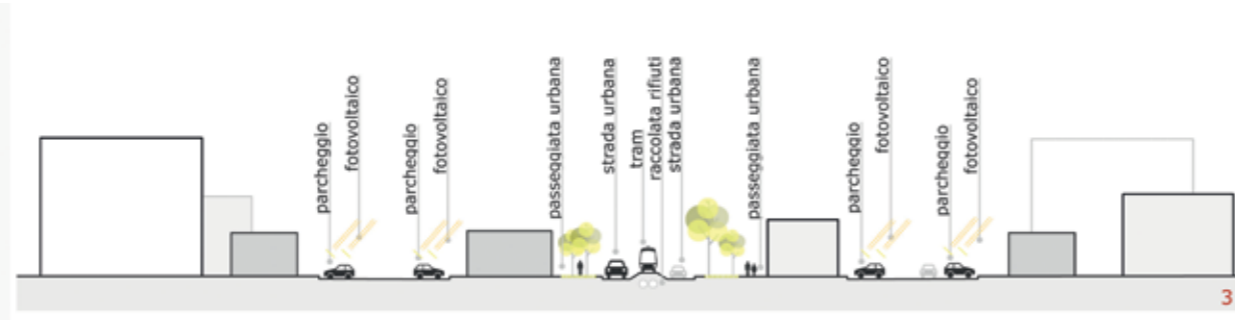 parcheggio
fotovoltaico
parcheggio
fotovoltaico
passeggiata urbana
strada urbana
tram
raccolata rifiuti
strada urbana
passeggiata urbana
parcheggio
fotovoltaico
parcheggio
fotovoltaico
3